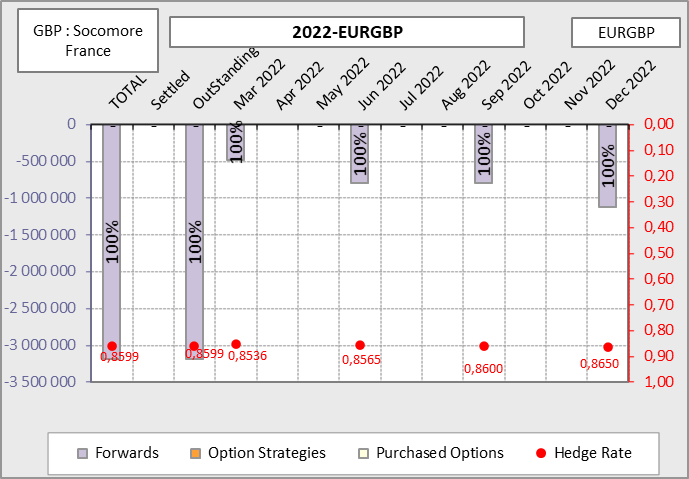 GBP : Socomore
France
2022-EURGBP
EURGBP
TOTAL
Settled
OutStanding
Mar 2022
Apr 2022
May 2022
Jun 2022
Jul 2022
Aug 2022
Sep 2022
Oct 2022
Nov 2022
Dec 2022
0
-500 000
-1 000 000
-1 500 000
-2 000 000
-2 500 000
-3 000 000
-3 500 000
100%
100%
100%
100%
100%
100%
0,8599
0,8599
0,8536
0,8565
0,8600
0,8650
0,00
0,10
0,20
0,30
0,40
0,50
0,60
0,70
0,80
0,90
1,00
Forwards
Option Strategies
Purchased Options
Hedge Rate